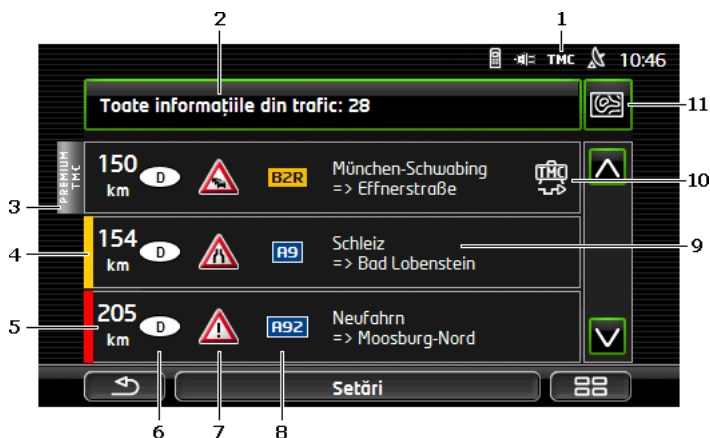 1
2
TMC 10:46
Toate informațiile din trafic: 28
11
PREMIUM
TMC
150
km
D
B2R
München-Schwabing
=> Effnerstraße
TMC
10
3
154
km
D
A9
Schleiz
=> Bad Lobenstein
9
4
205
km
D
A92
Neufahrn
=> Moosburg-Nord
5
Setări
6
7
8